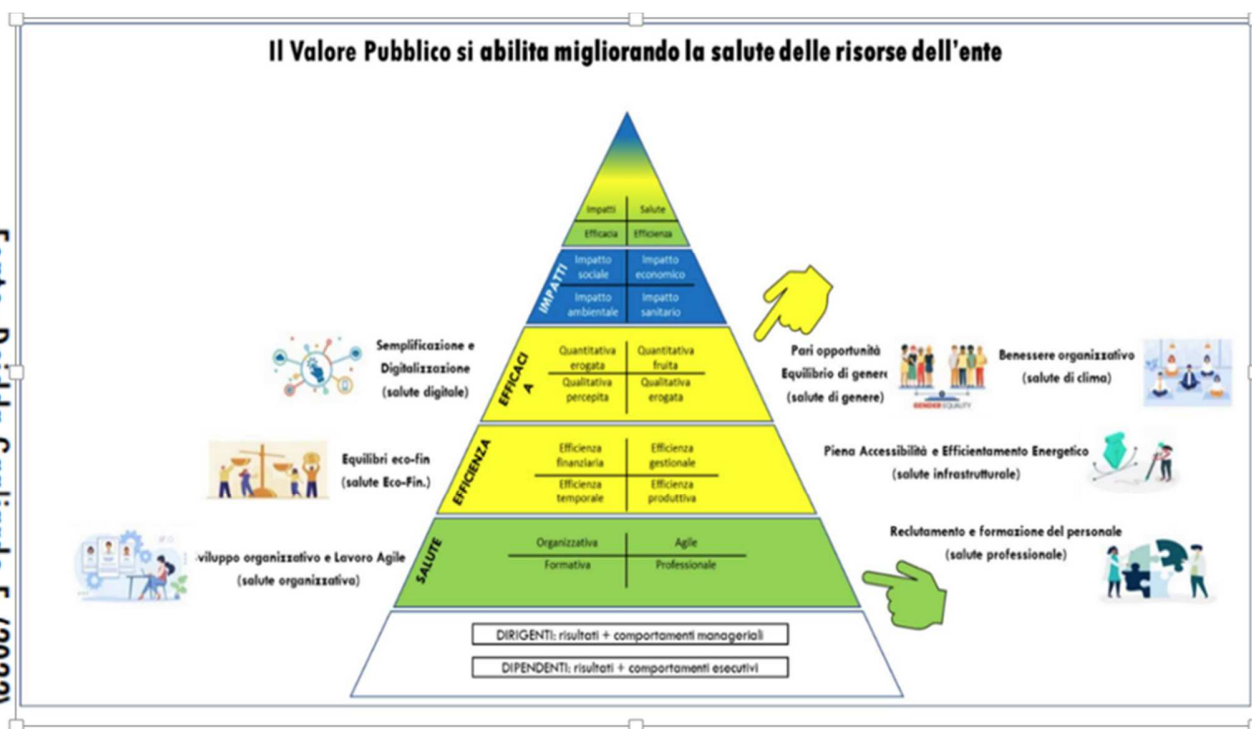 Il Valore Pubblico si abilita migliorando la salute delle risorse dell'ente
Impatti
Salute
Efficacia
Efficienza
IMPATTI
Impatto
sociale
Impatto
economico
Impatto
ambientale
Impatto
sanitario
EFFICACI
A
Quantitativa
erogata
Quantitativa
fruita
Qualitativa
percepita
Qualitativa
erogata
EFFICIENZA
Efficienza
finanziaria
Efficienza
gestionale
Efficienza
temporale
Efficienza
produttiva
SALUTE
Organizzativa
Agile
Formativa
Professionale
DIRIGENTI: risultati + comportamenti manageriali
DIPENDENTI: risultati + comportamenti esecutivi
Semplificazione e
Digitalizzazione
(salute digitale)
Equilibri eco-fin
(salute Eco-Fin.)
viluppo organizzativo e Lavoro Agile
(salute organizzativa)
Pari opportunità
Equilibrio di genere
(salute di genere)
GENDER EQUALITY
Benessere organizzativo
(salute di clima)
Piena Accessibilità e Efficientamento Energetico
(salute infrastrutturale)
Reclutamento e formazione del personale
(salute professionale)